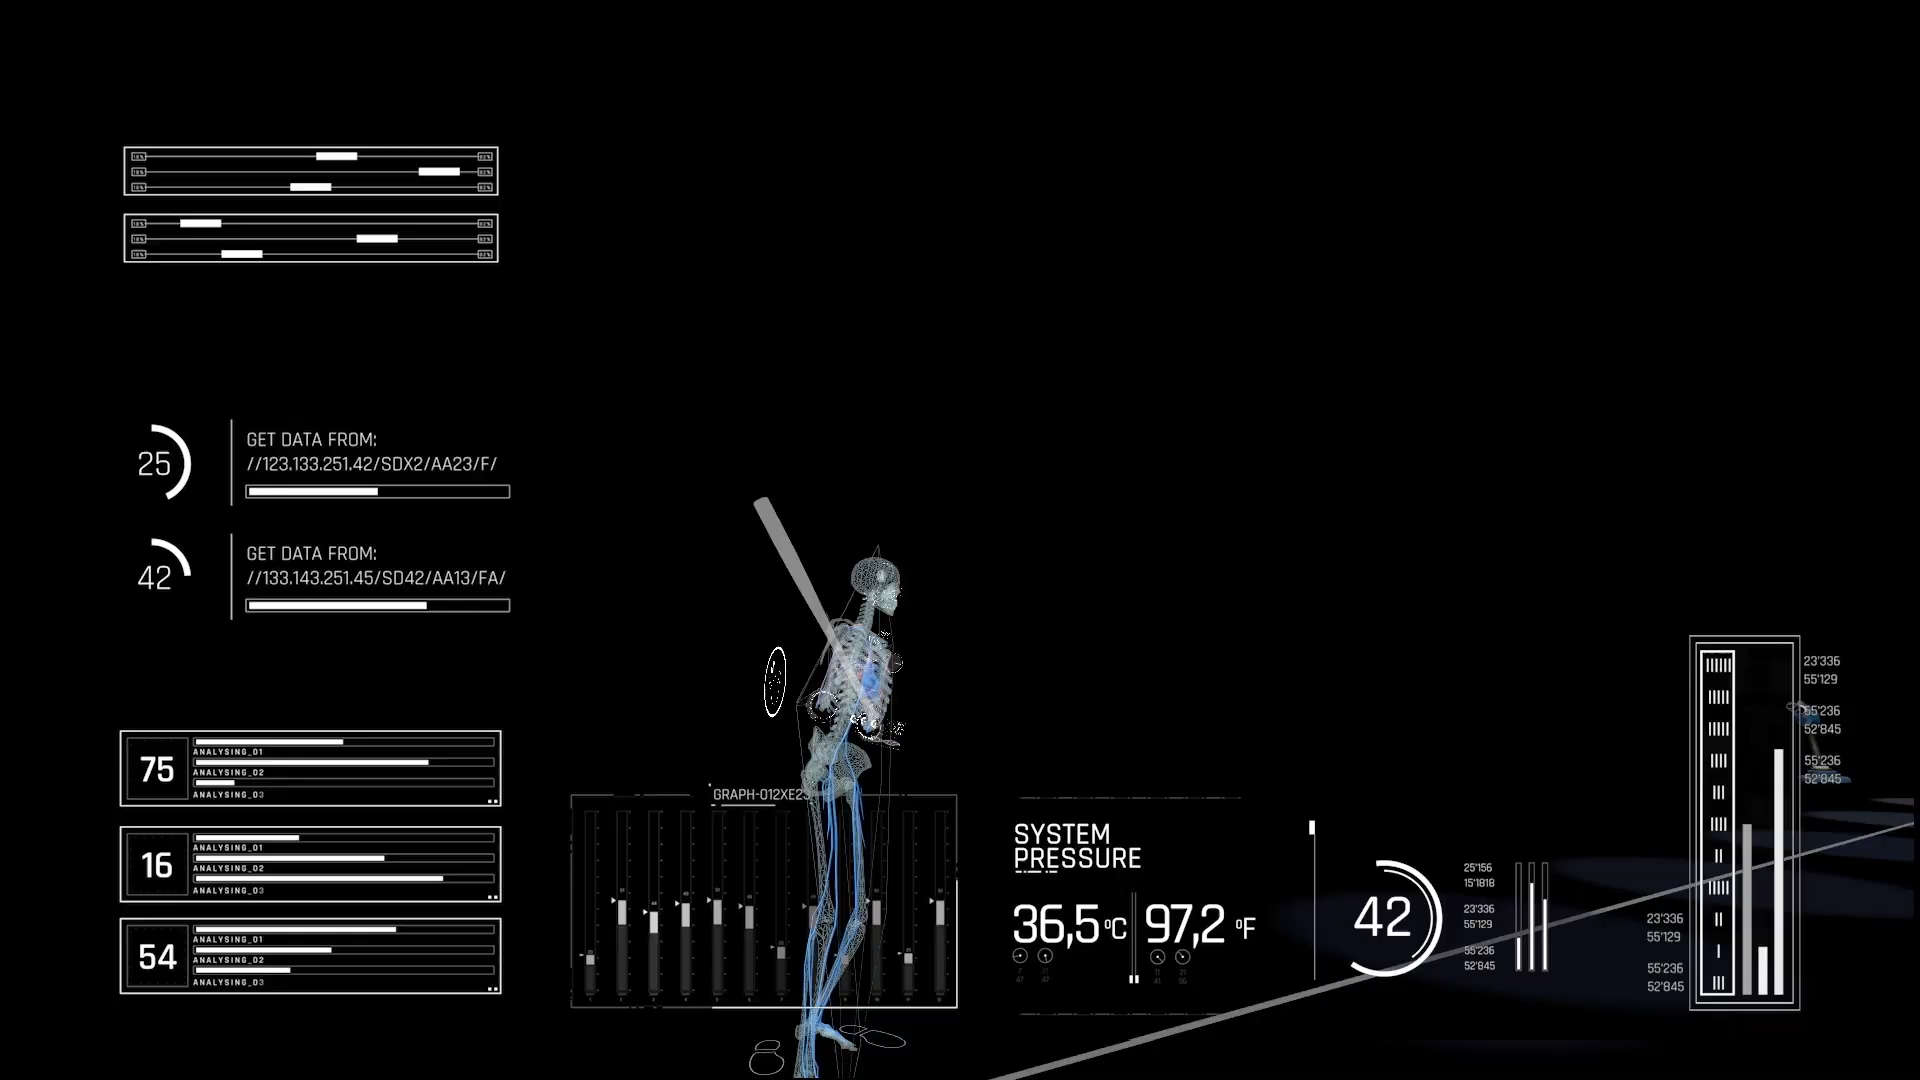 GET DATA FROM:
25
//123.133.251.42/SDX2/AA23/F/
GET DATA FROM:
42
//133.143.251.45/SD42/AA13/FA/
75
ANALYSING_01
ANALYSING_02
ANALYSING_03
16
ANALYSING_01
ANALYSING_02
ANALYSING_03
54
ANALYSING_01
ANALYSING_02
ANALYSING_03
GRAPH-012XE23
SYSTEM
PRESSURE
36,5ºC 97,2ºF
42
25'156
15'1818
23'336
55'129
55'236
52'845
23'336
55'129
55'236
52'845
55'236
52'845
23'336
55'129
55'236
52'845